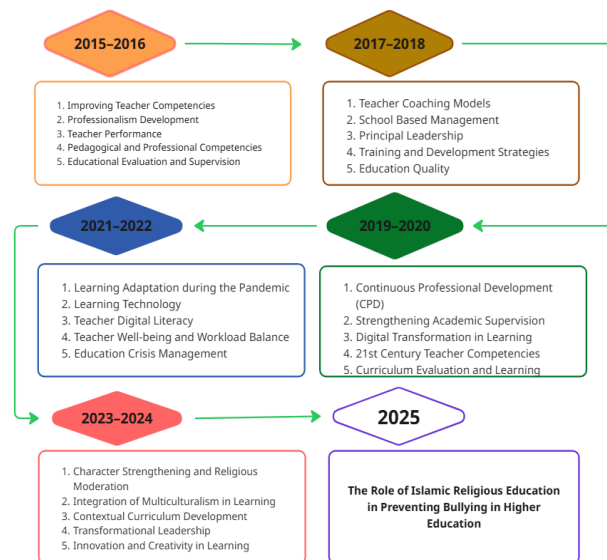 2015–2016
1. Improving Teacher Competencies
2. Professionalism Development
3. Teacher Performance
4. Pedagogical and Professional Competencies
5. Educational Evaluation and Supervision
2017–2018
1. Teacher Coaching Models
2. School Based Management
3. Principal Leadership
4. Training and Development Strategies
5. Education Quality
2019–2020
1. Continuous Professional Development
(CPD)
2. Strengthening Academic Supervision
3. Digital Transformation in Learning
4. 21st Century Teacher Competencies
5. Curriculum Evaluation and Learning
2021–2022
1. Learning Adaptation during the Pandemic
2. Learning Technology
3. Teacher Digital Literacy
4. Teacher Well-being and Workload Balance
5. Education Crisis Management
2023–2024
1. Character Strengthening and Religious
Moderation
2. Integration of Multiculturalism in Learning
3. Contextual Curriculum Development
4. Transformational Leadership
5. Innovation and Creativity in Learning
2025
The Role of Islamic Religious Education
in Preventing Bullying in Higher
Education